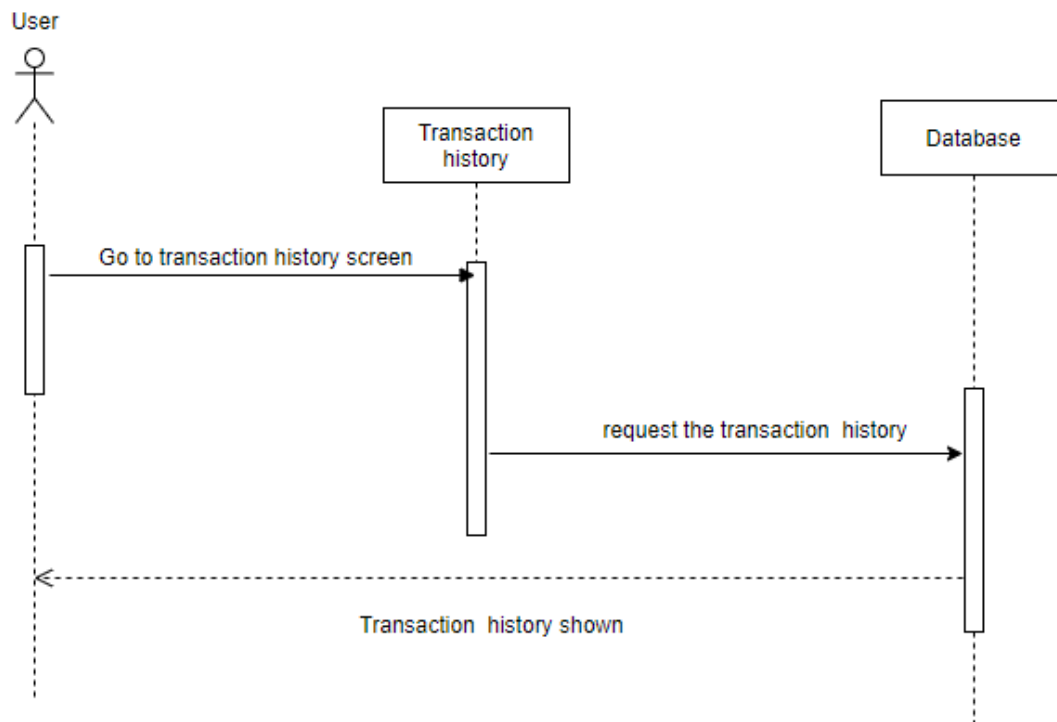 User
Transaction
history
Database
Go to transaction history screen
request the transaction  history
Transaction  history shown